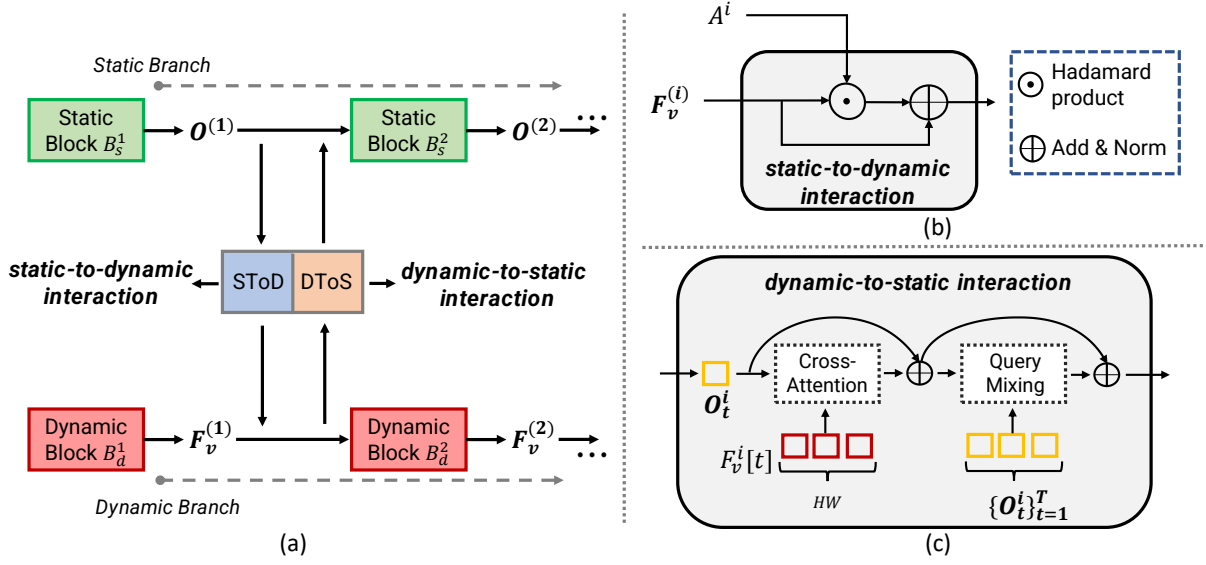 Static Branch
Static
Block B_s^1
O^(1)
Static
Block B_s^2
O^(2)
...
static-to-dynamic
interaction
SToD
DToS
dynamic-to-static
interaction
Dynamic
Block B_d^1
F_v^(1)
Dynamic
Block B_d^2
F_v^(2)
...
Dynamic Branch
(a)
A^i
F_v^(i)
static-to-dynamic
interaction
Hadamard
product
Add & Norm
(b)
dynamic-to-static interaction
O_t^i
Cross-
Attention
Query
Mixing
F_v^i[t]
HW
{O_t^i}_{t=1}^T
(c)